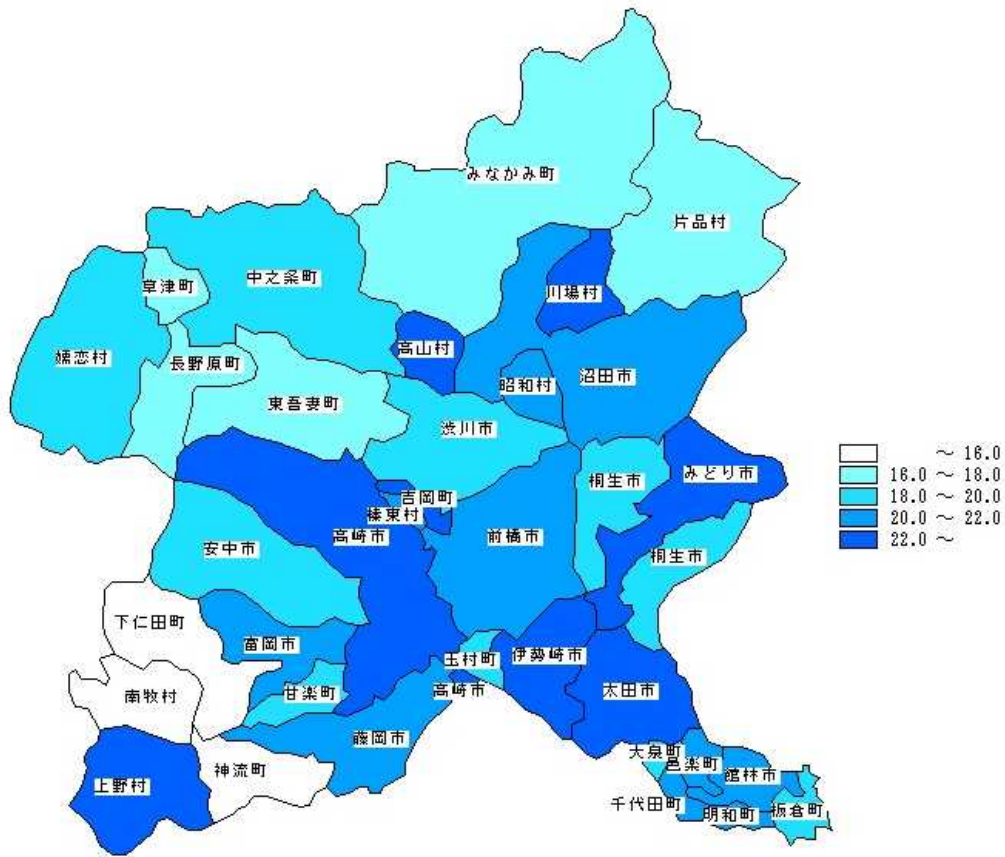 みなかみ町
片品村
中之条町
草津町
川場村
高山村
嬬恋村
長野原町
昭和村
沼田市
東吾妻町
渋川市
みどり市
桐生市
吉岡町
榛東村
高崎市
前橋市
安中市
桐生市
下仁田町
富岡市
玉村町
伊勢崎市
南牧村
甘楽町
高崎市
太田市
藤岡市
大泉町
邑楽町
館林市
上野村
神流町
千代田町
明和町
板倉町
～ 16.0
16.0 ～ 18.0
18.0 ～ 20.0
20.0 ～ 22.0
22.0 ～